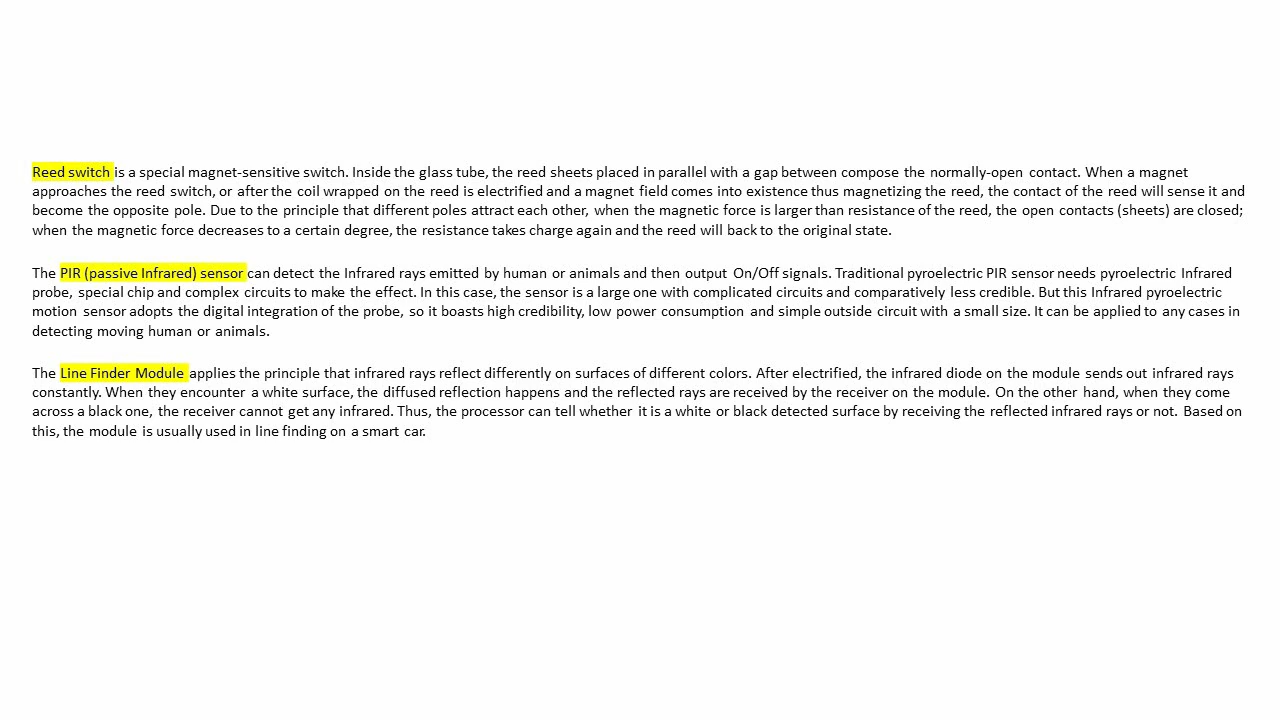 Reed switch is a special magnet-sensitive switch. Inside the glass tube, the reed sheets placed in parallel with a gap between compose the normally-open contact. When a magnet
approaches the reed switch, or after the coil wrapped on the reed is electrified and a magnet field comes into existence thus magnetizing the reed, the contact of the reed will sense it and
become the opposite pole. Due to the principle that different poles attract each other, when the magnetic force is larger than resistance of the reed, the open contacts (sheets) are closed;
when the magnetic force decreases to a certain degree, the resistance takes charge again and the reed will back to the original state.
The PIR (passive Infrared) sensor can detect the Infrared rays emitted by human or animals and then output On/Off signals. Traditional pyroelectric PIR sensor needs pyroelectric Infrared
probe, special chip and complex circuits to make the effect. In this case, the sensor is a large one with complicated circuits and comparatively less credible. But this Infrared pyroelectric
motion sensor adopts the digital integration of the probe, so it boasts high credibility, low power consumption and simple outside circuit with a small size. It can be applied to any cases in
detecting moving human or animals.
The Line Finder Module applies the principle that infrared rays reflect differently on surfaces of different colors. After electrified, the infrared diode on the module sends out infrared rays
constantly. When they encounter a white surface, the diffused reflection happens and the reflected rays are received by the receiver on the module. On the other hand, when they come
across a black one, the receiver cannot get any infrared. Thus, the processor can tell whether it is a white or black detected surface by receiving the reflected infrared rays or not. Based on
this, the module is usually used in line finding on a smart car.